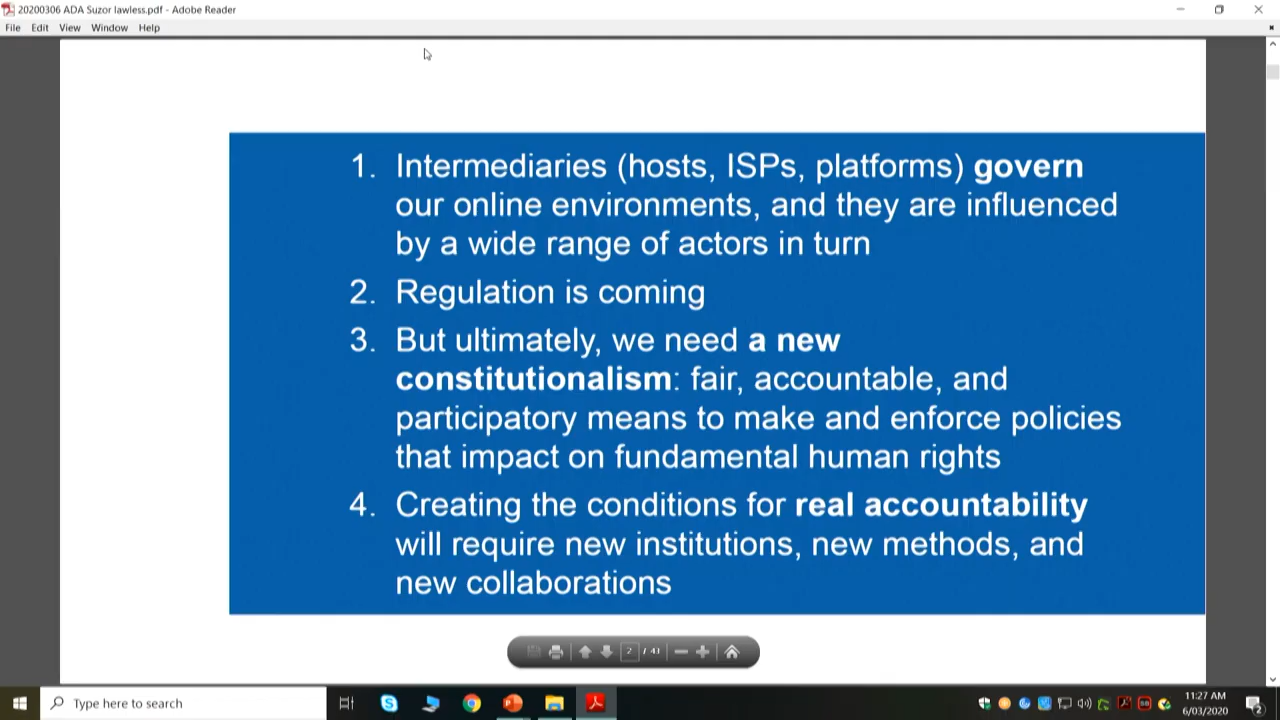 20200306 ADA Suzor lawless.pdf - Adobe Reader
File Edit View Window Help
1. Intermediaries (hosts, ISPs, platforms) govern
our online environments, and they are influenced
by a wide range of actors in turn
2. Regulation is coming
3. But ultimately, we need a new
constitutionalism: fair, accountable, and
participatory means to make and enforce policies
that impact on fundamental human rights
4. Creating the conditions for real accountability
will require new institutions, new methods, and
new collaborations
2 / 43
Type here to search
11:27 AM
6/03/2020
2